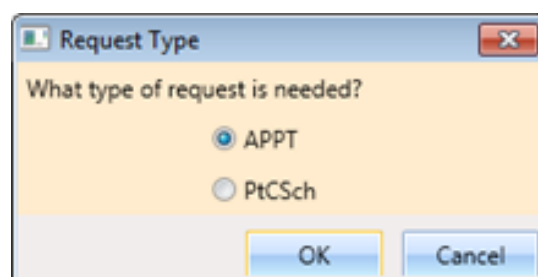 Request Type
What type of request is needed?
APPT
PtCSch
OK Cancel